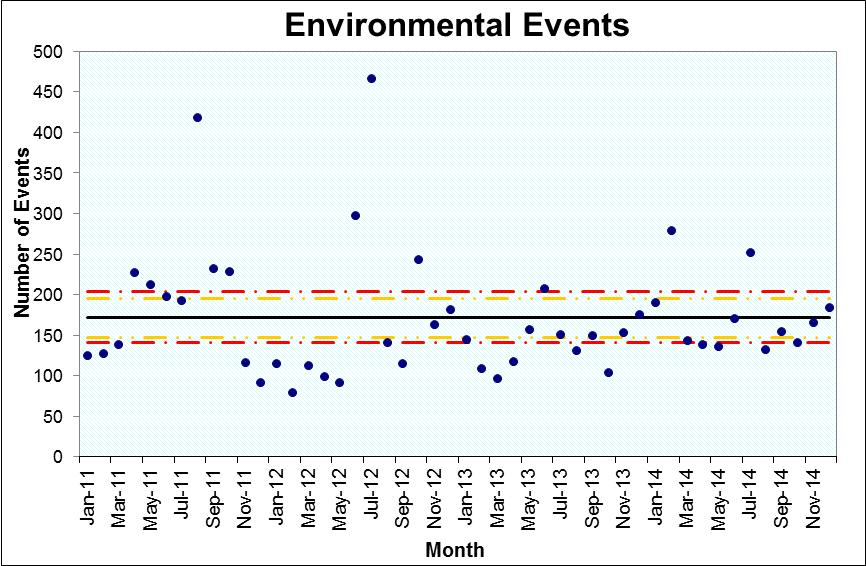 Environmental Events
Number of Events
500
450
400
350
300
250
200
150
100
50
0
Jan-11
Mar-11
May-11
Jul-11
Sep-11
Nov-11
Jan-12
Mar-12
May-12
Jul-12
Sep-12
Nov-12
Jan-13
Mar-13
May-13
Jul-13
Sep-13
Nov-13
Jan-14
Mar-14
May-14
Jul-14
Sep-14
Nov-14
Month